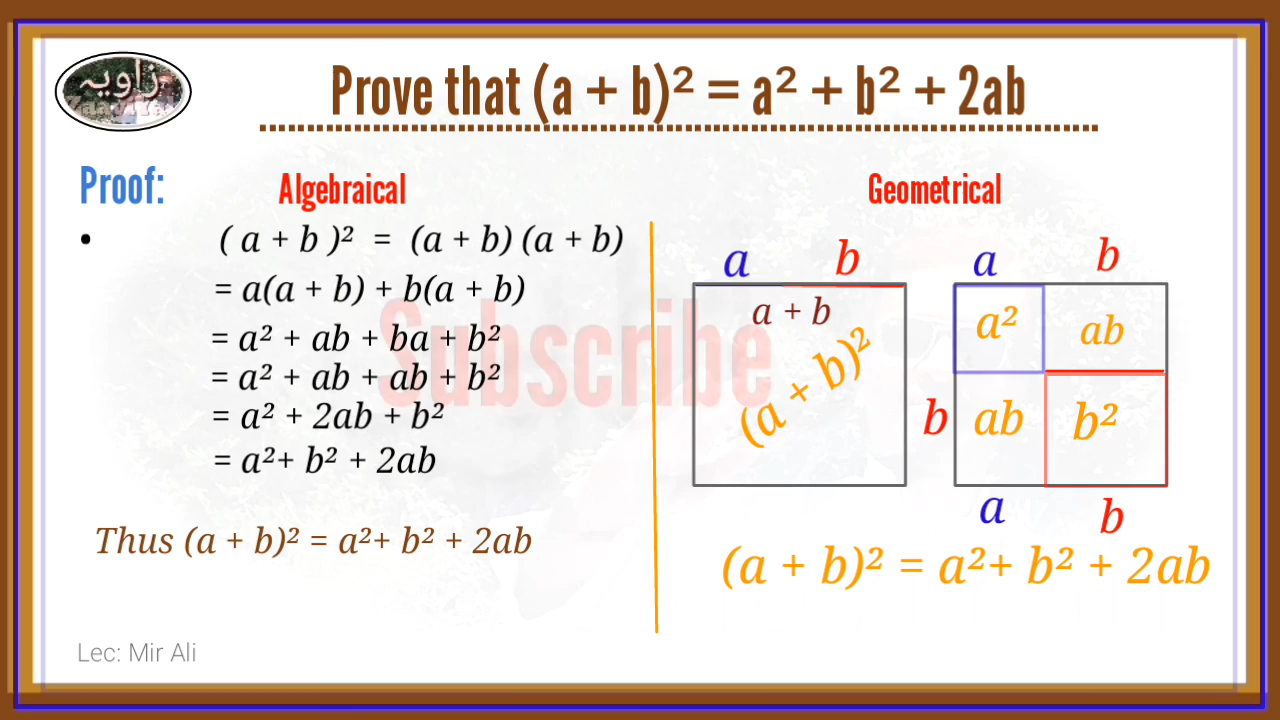 زاویہ
Prove that (a + b)² = a² + b² + 2ab
Proof:
Algebraical
• ( a + b )² = (a + b) (a + b)
= a(a + b) + b(a + b)
= a² + ab + ba + b²
= a² + ab + ab + b²
= a² + 2ab + b²
= a²+ b² + 2ab
Thus (a + b)² = a²+ b² + 2ab
Subscribe
Geometrical
a b
a + b
(a + b)²
a b
a² ab
b ab b²
a b
(a + b)² = a²+ b² + 2ab
Lec: Mir Ali